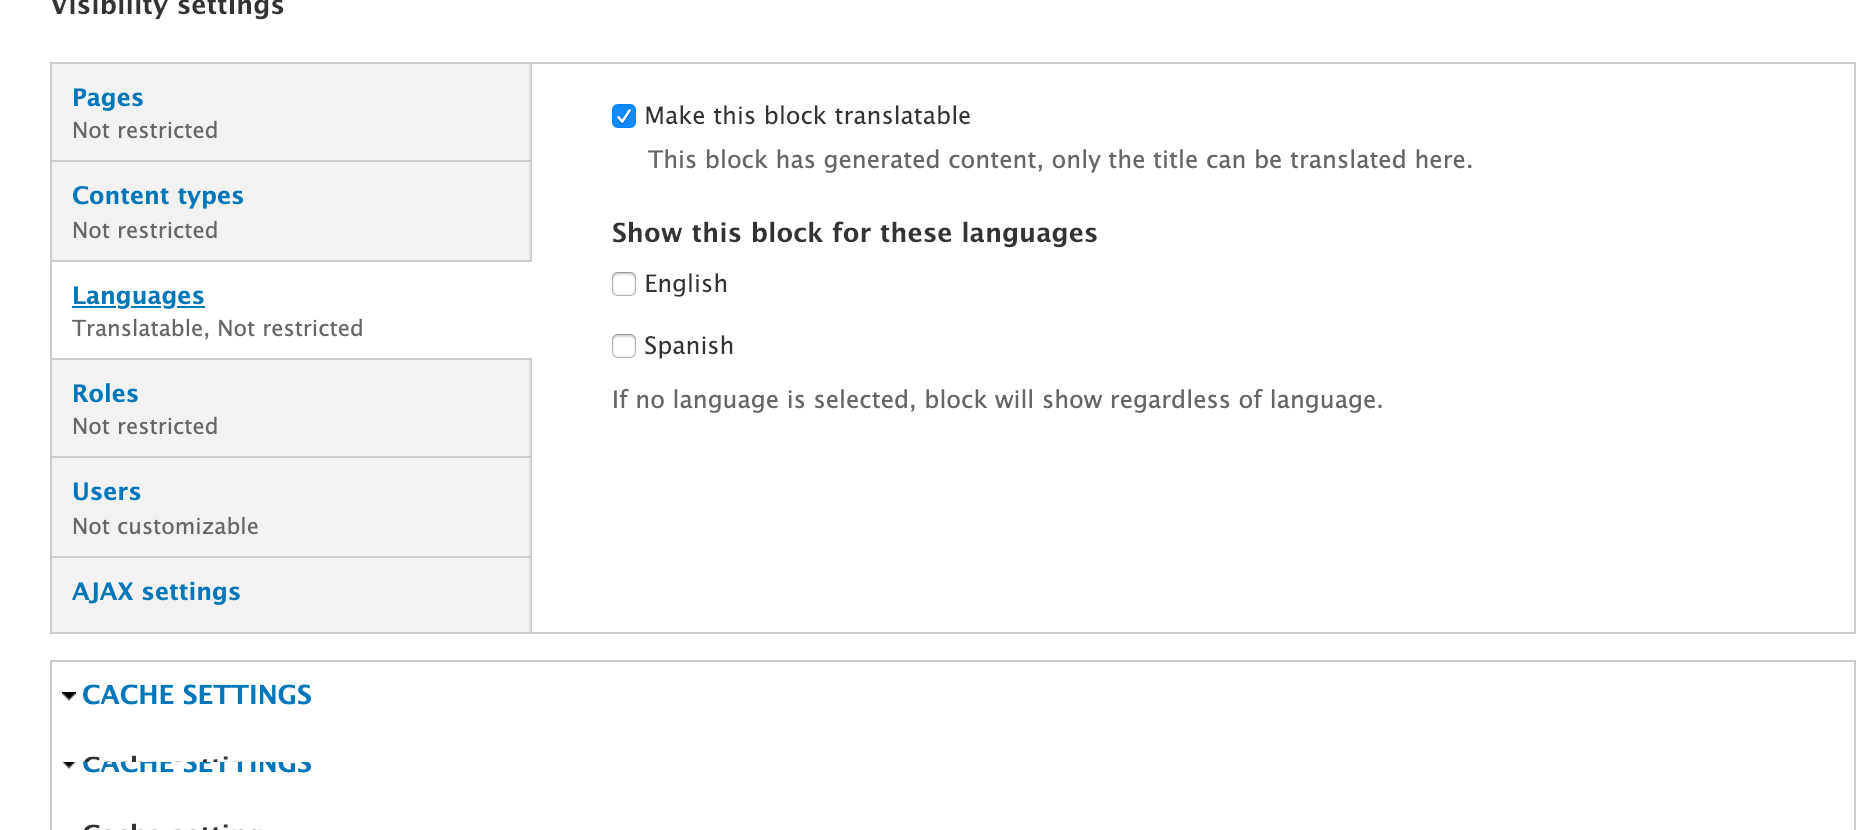 Visibility settings
Pages
Not restricted
Content types
Not restricted
Languages
Translatable, Not restricted
Roles
Not restricted
Users
Not customizable
AJAX settings
Make this block translatable
This block has generated content, only the title can be translated here.
Show this block for these languages
English
Spanish
If no language is selected, block will show regardless of language.
CACHE SETTINGS
CACHE SETTINGS